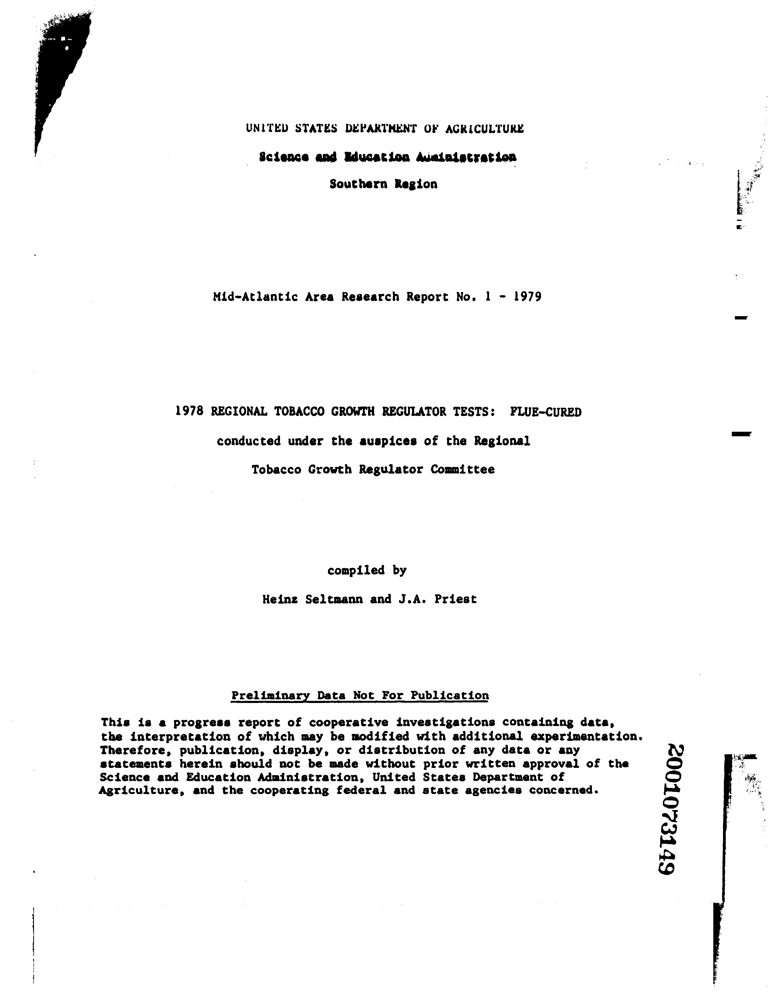 UNITED STATES DEPARTMENT OF AGRICULTURE
Science and Education Administration
Southern Region
Mid-Atlantic Area Research Report No. 1 - 1979
1978 REGIONAL TOBACCO GROWTH REGULATOR TESTS: FLUE-CURED
conducted under the auspices of the Regional
Tobacco Growth Regulator Committee
compiled by
Heinz Seltmann and J.A. Priest
Preliminary Data Not For Publication
This is a progress report of cooperative investigations containing data,
the interpretation of which may be modified with additional experimentation.
Therefore, publication, display, or distribution of any data or any
statements herein should not be made without prior written approval of the
Science and Education Administration, United States Department of
Agriculture, and the cooperating federal and state agencies concerned.
2001073149